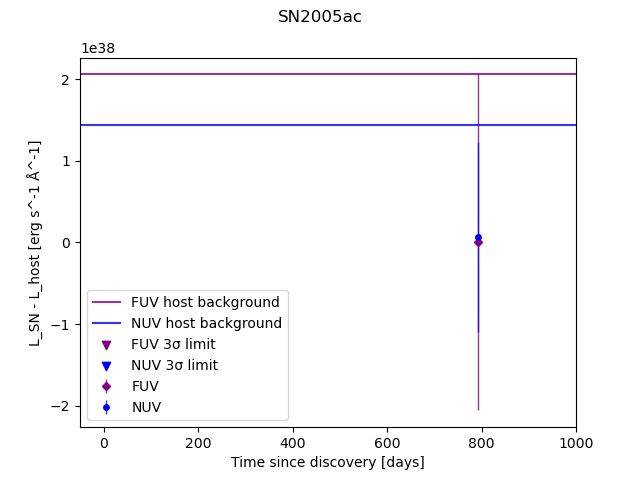 SN2005ac
1e38
2
1
0
−1
−2
L_SN - L_host [erg s^-1 Å^-1]
FUV host background
NUV host background
FUV 3σ limit
NUV 3σ limit
FUV
NUV
0 200 400 600 800 1000
Time since discovery [days]